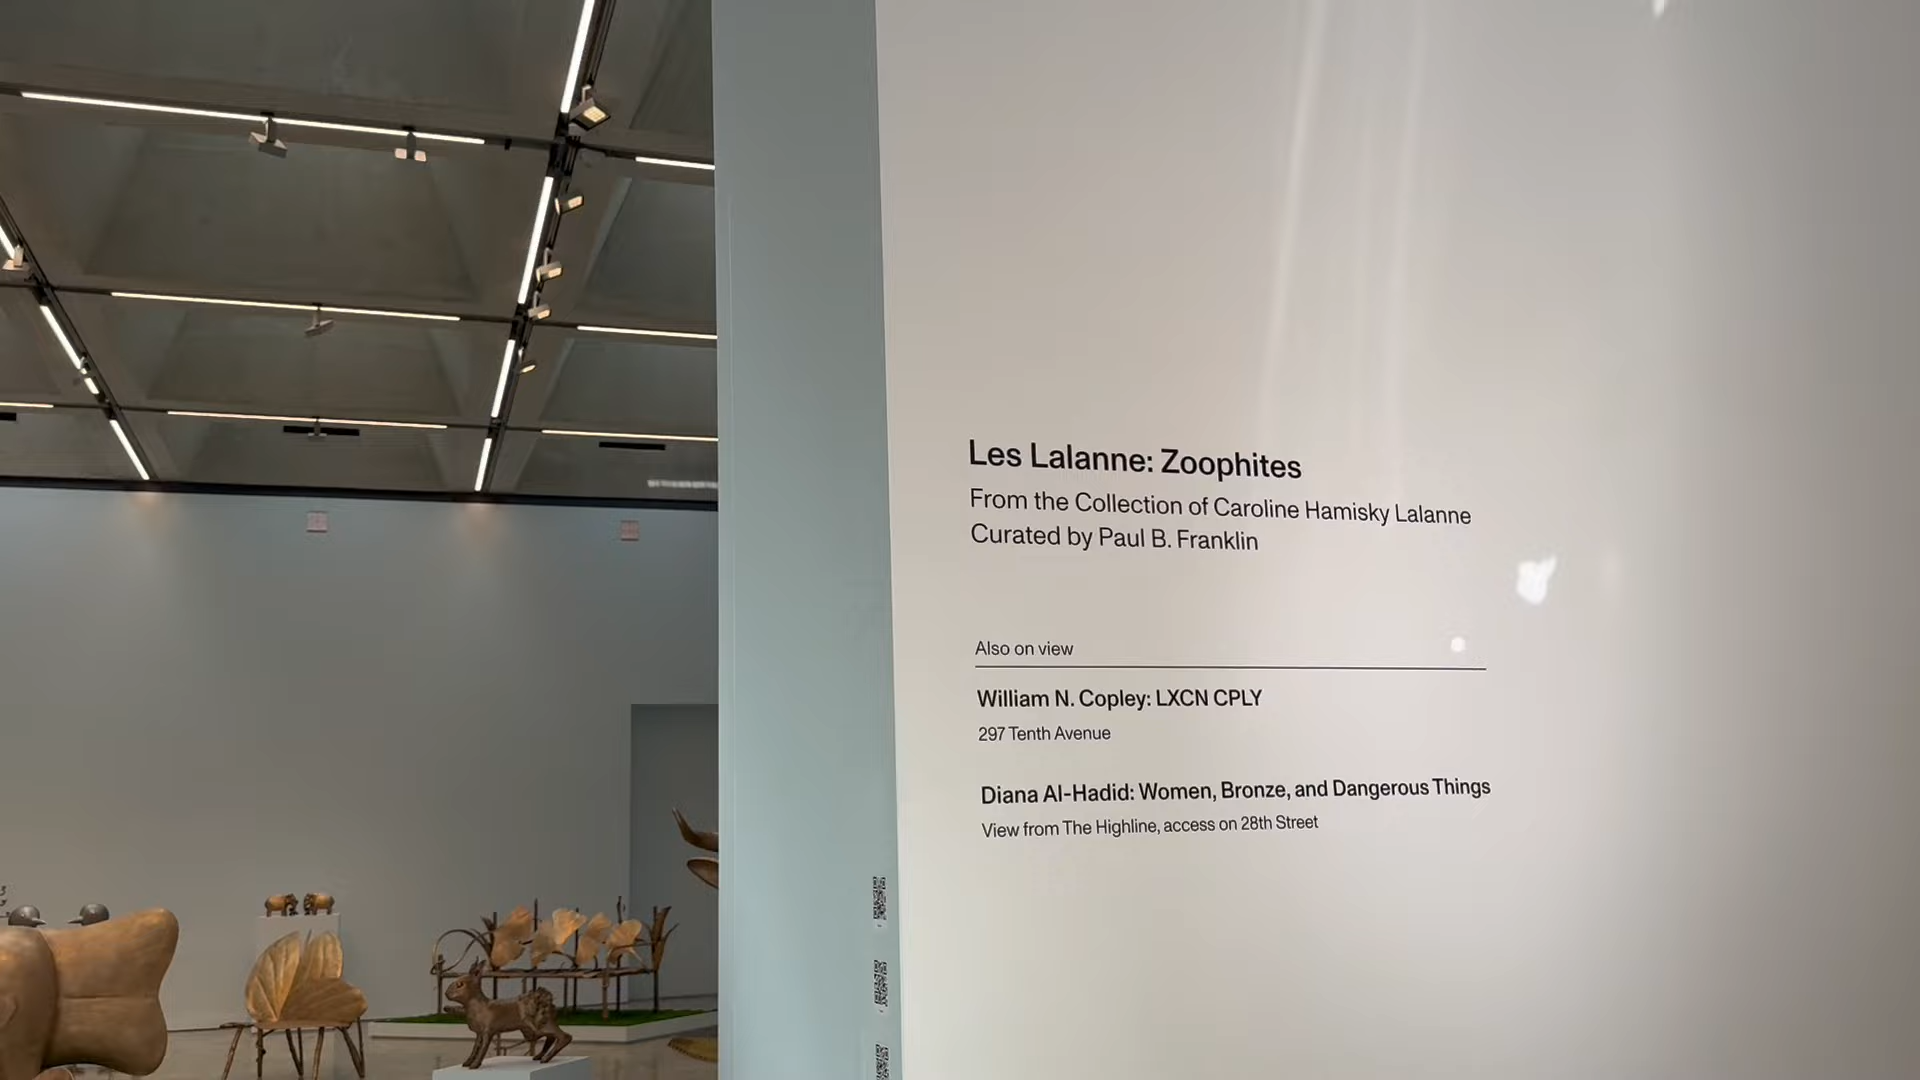 Les Lalanne: Zoophites
From the Collection of Caroline Hamisky Lalanne
Curated by Paul B. Franklin
Also on view
William N. Copley: LXCN CPLY
297 Tenth Avenue
Diana Al-Hadid: Women, Bronze, and Dangerous Things
View from The Highline, access on 28th Street